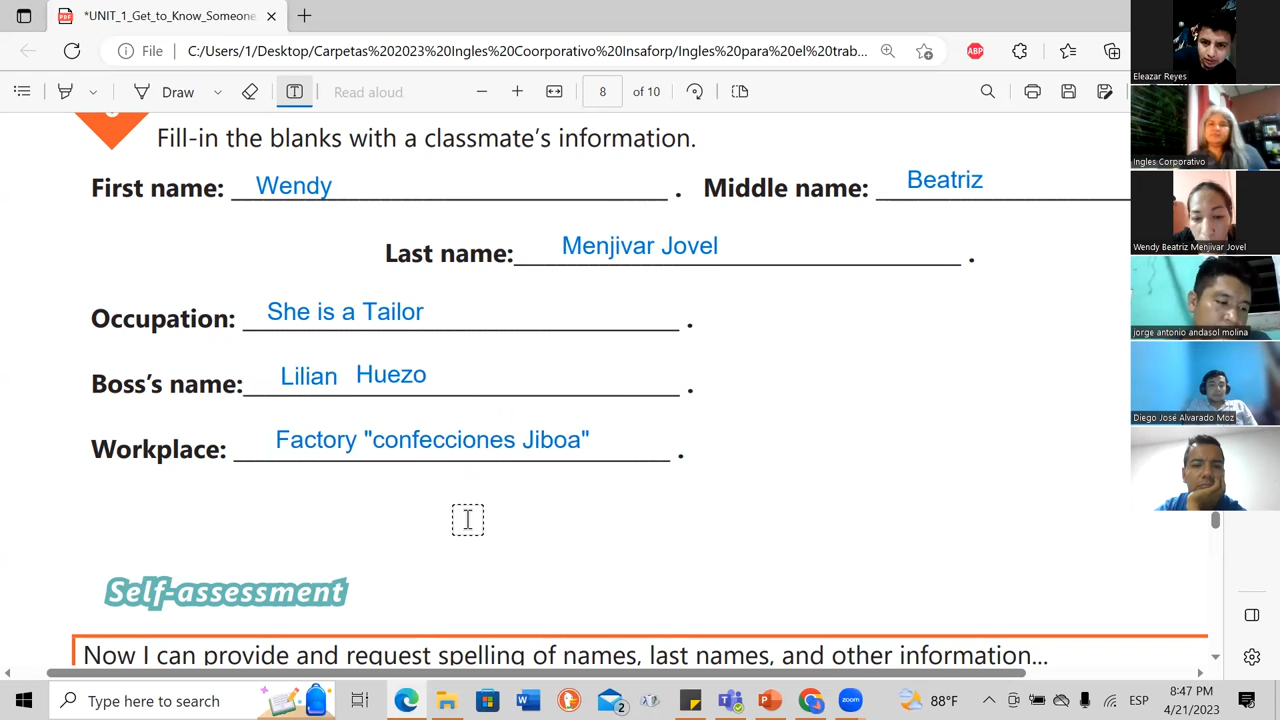 *UNIT_1_Get_to_Know_Someone
File
C:/Users/1/Desktop/Carpetas%202023%20Ingles%20Coorporativo%20Insaforp/Ingles%20para%20el%20trab...
Draw
Read aloud
8
of 10
Fill-in the blanks with a classmate's information.
First name: Wendy . Middle name: Beatriz
Last name: Menjivar Jovel .
Occupation: She is a Tailor .
Boss's name: Lilian Huezo .
Workplace: Factory "confecciones Jiboa" .
Self-assessment
Now I can provide and request spelling of names, last names, and other information...
Eleazar Reyes
Ingles Corporativo
Wendy Beatriz Menjivar Jovel
jorge antonio andasol molina
Diego José Alvarado Moz
Type here to search
2
zoom
88°F
ESP
8:47 PM
4/21/2023